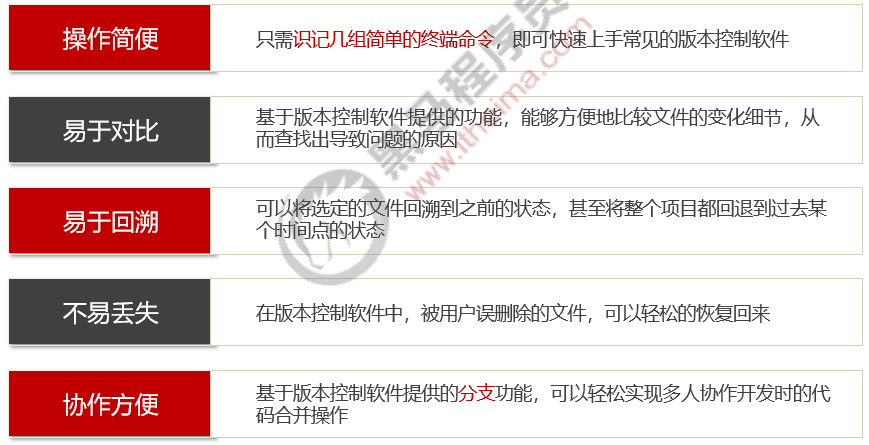 操作简便
只需识记几组简单的终端命令，即可快速上手常见的版本控制软件
易于对比
基于版本控制软件提供的功能，能够方便地比较文件的变化细节，从
而查找出导致问题的原因
易于回溯
可以将选定的文件回溯到之前的状态，甚至将整个项目都回退到过去某
个时间点的状态
不易丢失
在版本控制软件中，被用户误删除的文件，可以轻松的恢复回来
协作方便
基于版本控制软件提供的分支功能，可以轻松实现多人协作开发时的代
码合并操作
黑马程序员
www.itheima.com